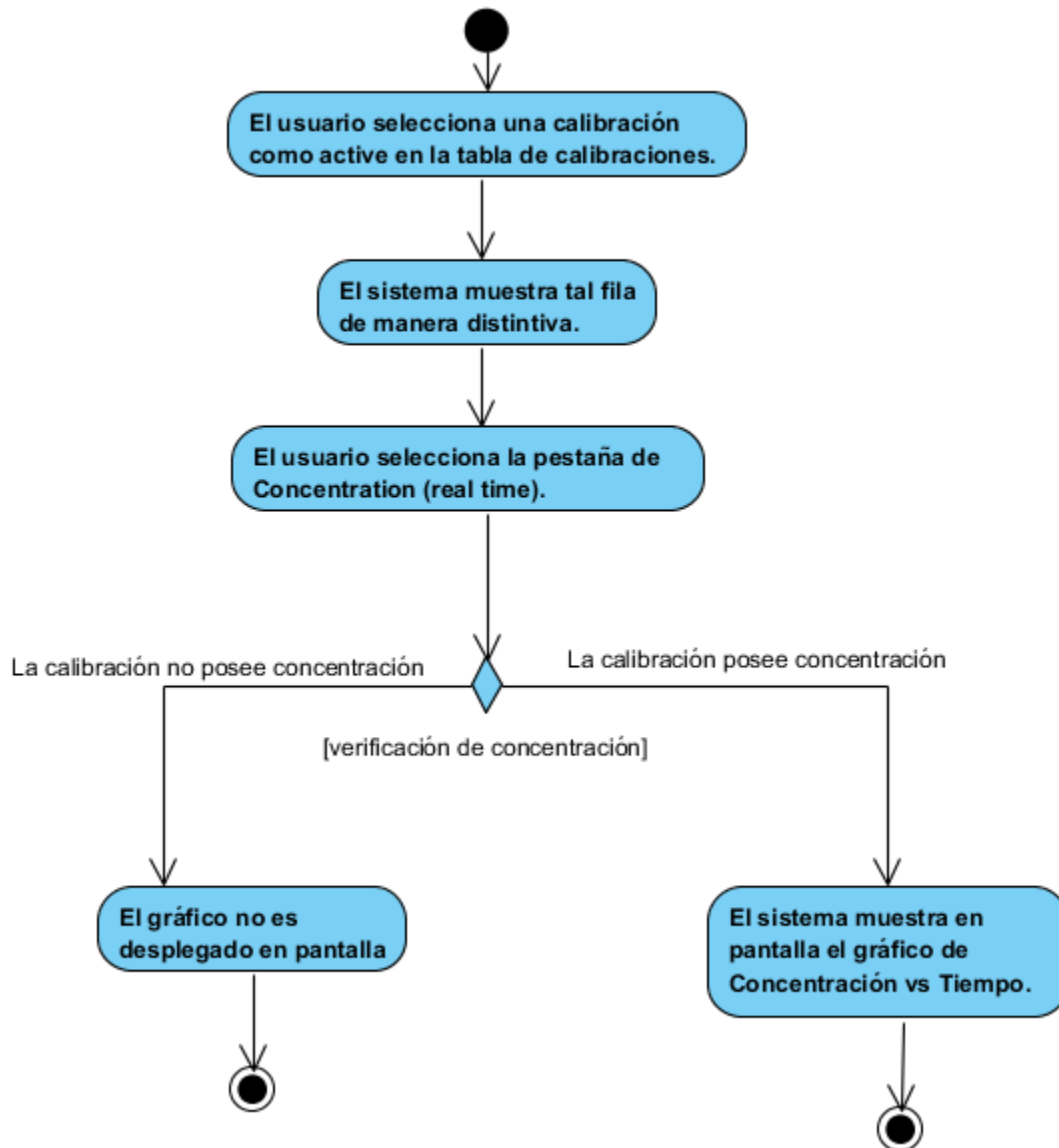 El usuario selecciona una calibración
como active en la tabla de calibraciones.
El sistema muestra tal fila
de manera distintiva.
El usuario selecciona la pestaña de
Concentration (real time).
La calibración no posee concentración
La calibración posee concentración
[verificación de concentración]
El gráfico no es
desplegado en pantalla
El sistema muestra en
pantalla el gráfico de
Concentración vs Tiempo.